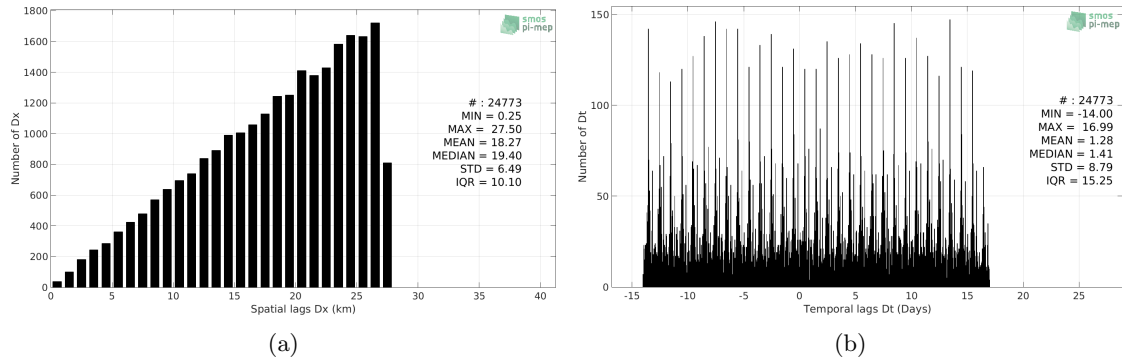 1800
1600
1400
1200
1000
800
600
400
200
0
Number of Dx
0 5 10 15 20 25 30 35 40
Spatial lags Dx (km)
smos
pi-mep
# : 24773
MIN = 0.25
MAX = 27.50
MEAN = 18.27
MEDIAN = 19.40
STD = 6.49
IQR = 10.10
(a)
150
100
50
0
Number of Dt
-15 -10 -5 0 5 10 15 20 25
Temporal lags Dt (Days)
smos
pi-mep
# : 24773
MIN = -14.00
MAX = 16.99
MEAN = 1.28
MEDIAN = 1.41
STD = 8.79
IQR = 15.25
(b)